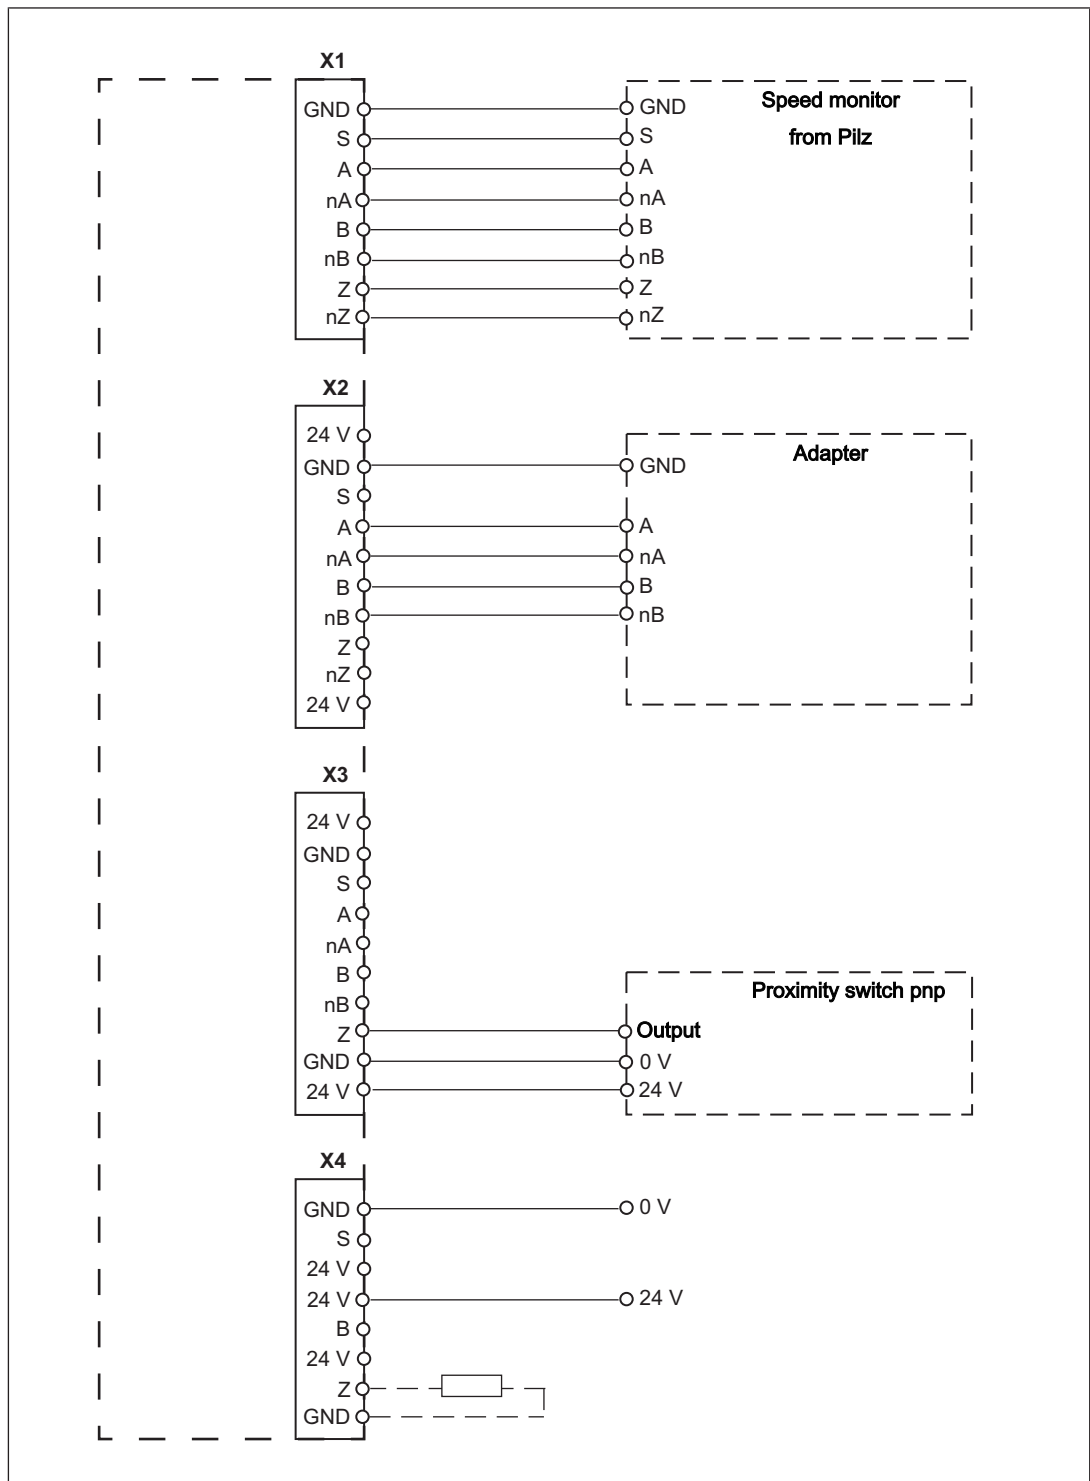 X1
GND GND Speed monitor
S S from Pilz
A A
nA nA
B B
nB nB
Z Z
nZ nZ
X2
24 V
GND GND Adapter
S
A A
nA nA
B B
nB nB
Z
nZ
24 V
X3
24 V
GND
S
A
nA
B
nB Proximity switch pnp
Z Output
GND 0 V
24 V 24 V
X4
GND 0 V
S
24 V
24 V 24 V
B
24 V
Z
GND